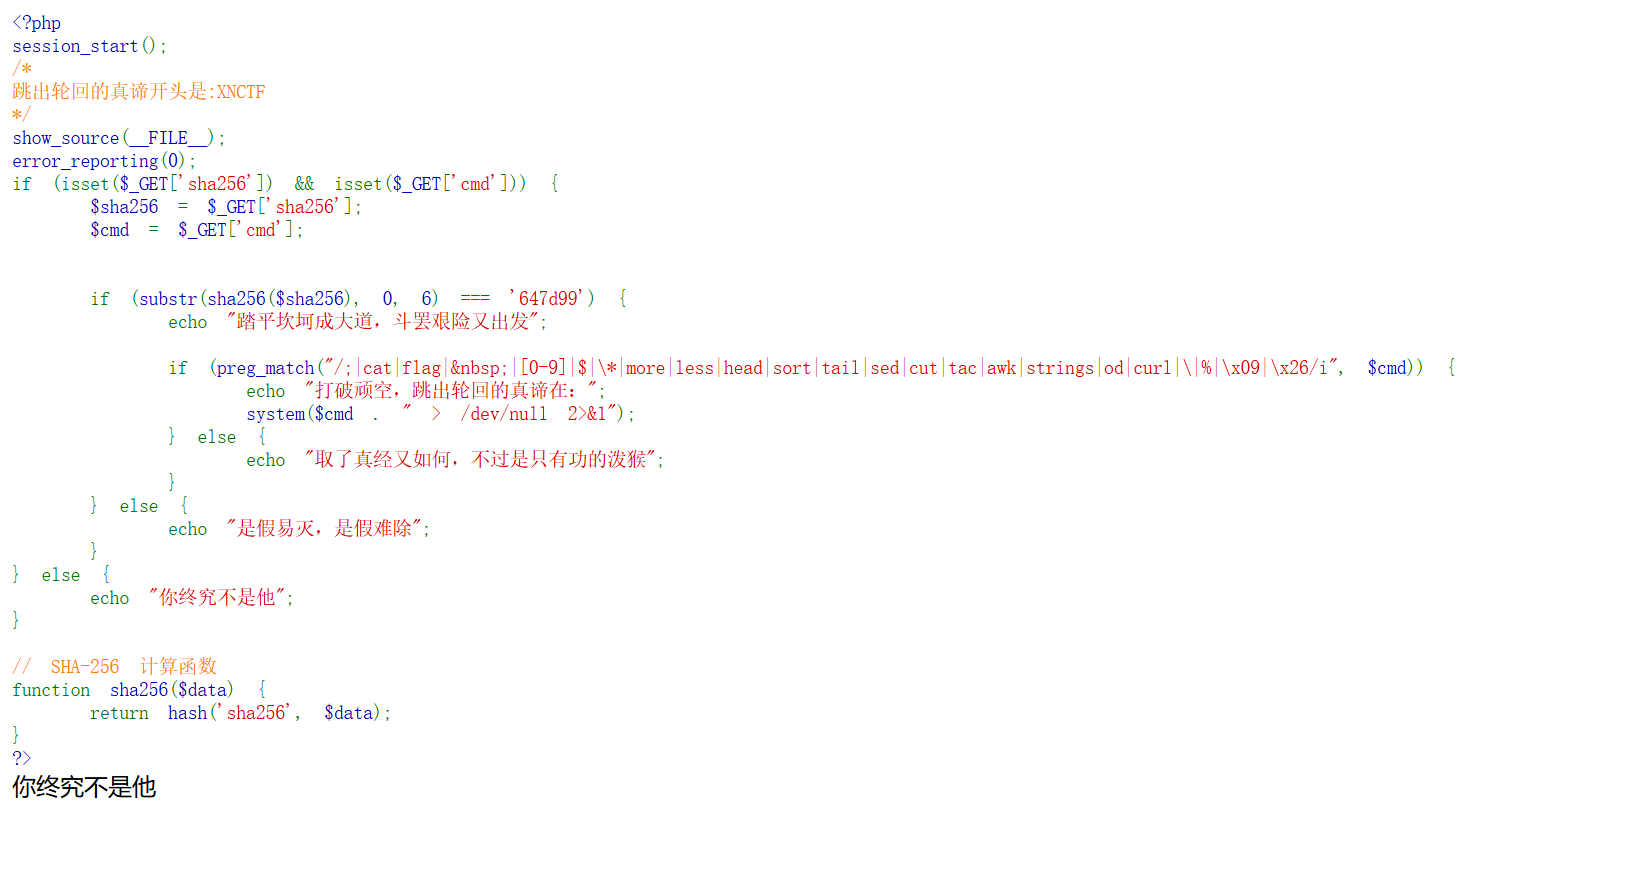 <?php
session_start();
/*
跳出轮回的真谛开头是:XNCTF
*/
show_source(__FILE__);
error_reporting(0);
if (isset($_GET['sha256']) && isset($_GET['cmd'])) {
        $sha256 = $_GET['sha256'];
        $cmd = $_GET['cmd'];
        if (substr(sha256($sha256), 0, 6) === '647d99') {
                echo "踏平坎坷成大道，斗罢艰险又出发";
                if (preg_match("/;|cat|flag|&nbsp;|[0-9]|$|\*|more|less|head|sort|tail|sed|cut|tac|awk|strings|od|curl|\|%|\x09|\x26/i", $cmd)) {
                        echo "打破顽空，跳出轮回的真谛在：";
                        system($cmd . " > /dev/null 2>&1");
                } else {
                        echo "取了真经又如何，不过是只有功的泼猴";
                }
        } else {
                echo "是假易灭，是假难除";
        }
} else {
        echo "你终究不是他";
}
// SHA-256 计算函数
function sha256($data) {
        return hash('sha256', $data);
}
?>
你终究不是他